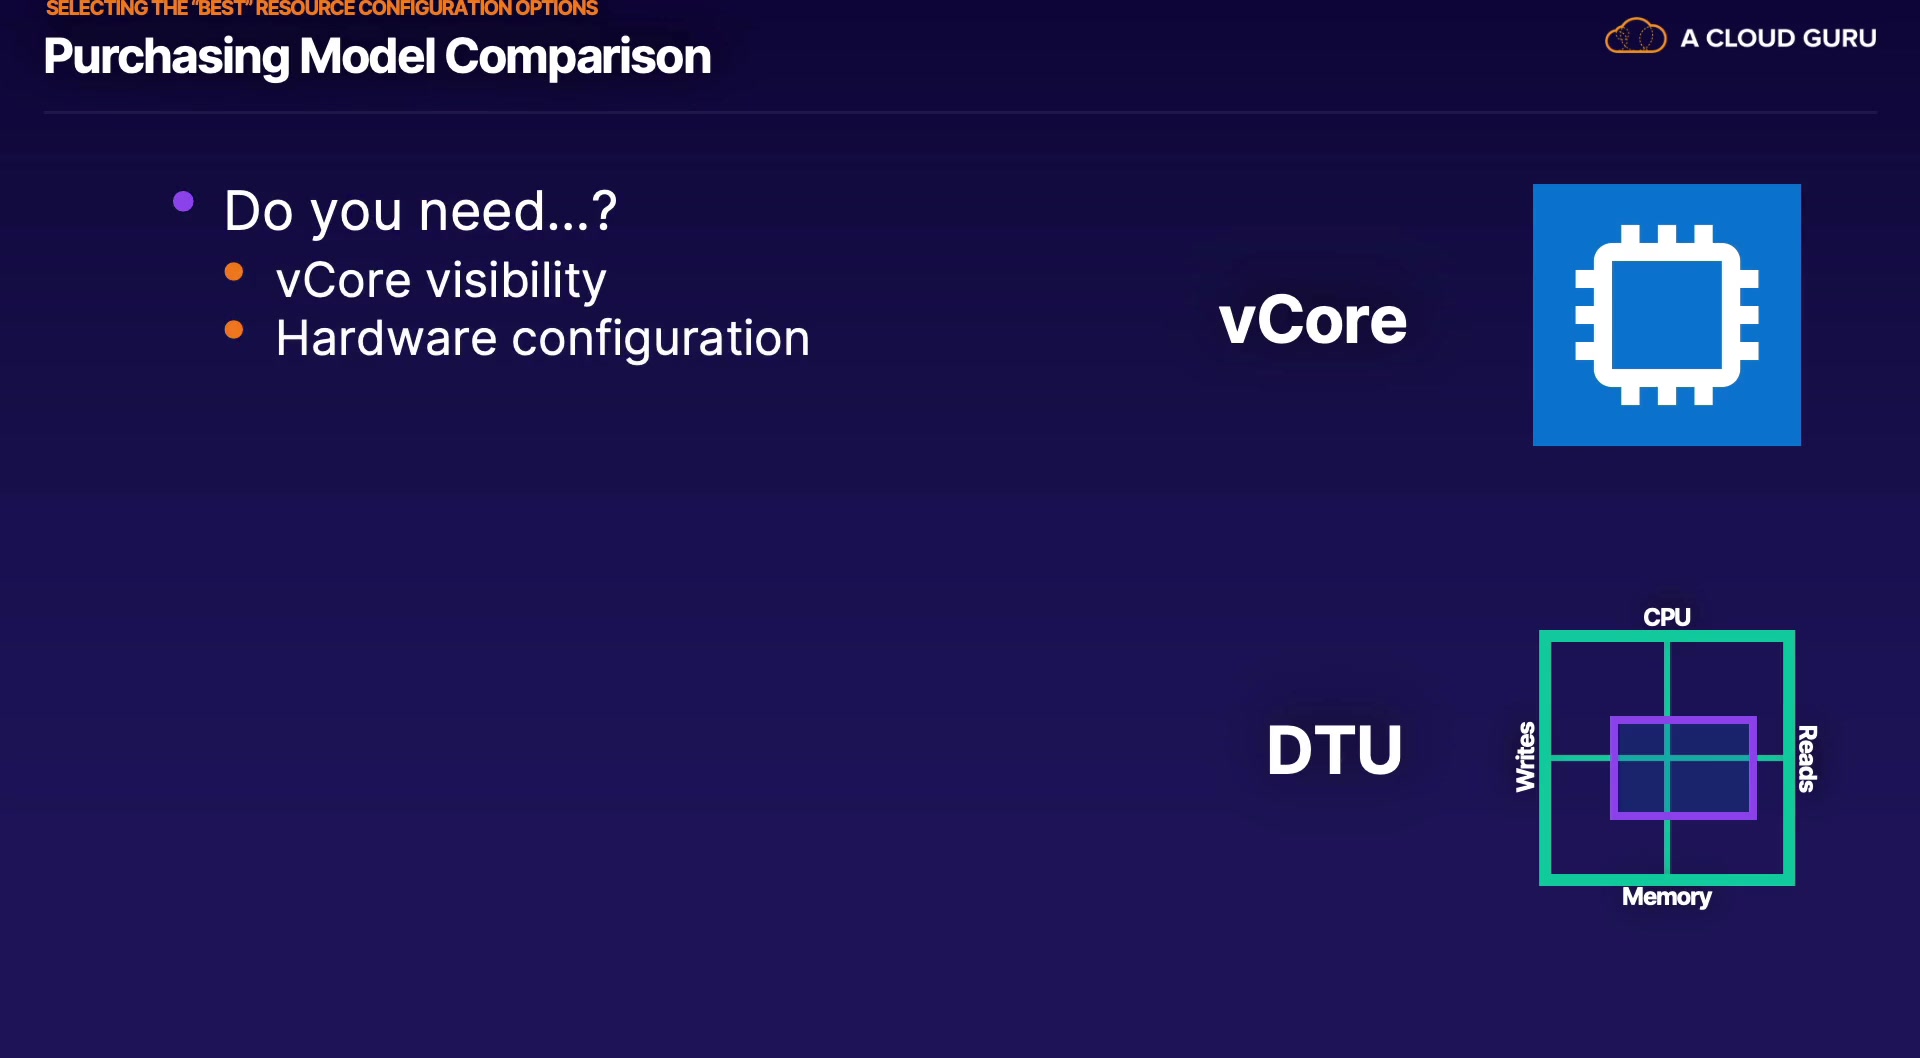 SELECTING THE “BEST” RESOURCE CONFIGURATION OPTIONS
Purchasing Model Comparison
A CLOUD GURU
Do you need...?
vCore visibility
Hardware configuration
vCore
CPU
DTU
Writes
Reads
Memory